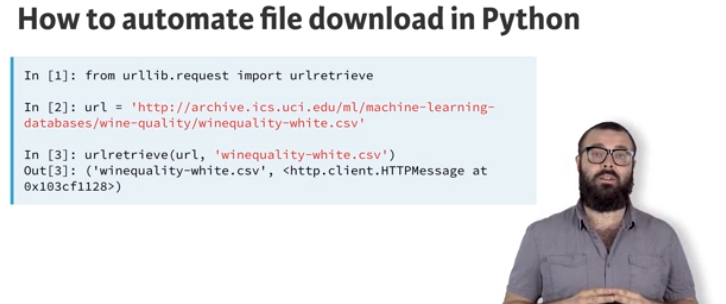 How to automate file download in Python
In [1]: from urllib.request import urlretrieve
In [2]: url = 'http://archive.ics.uci.edu/ml/machine-learning-
databases/wine-quality/winequality-white.csv'
In [3]: urlretrieve(url, 'winequality-white.csv')
Out[3]: ('winequality-white.csv', <http.client.HTTPMessage at
0x103cf1128>)